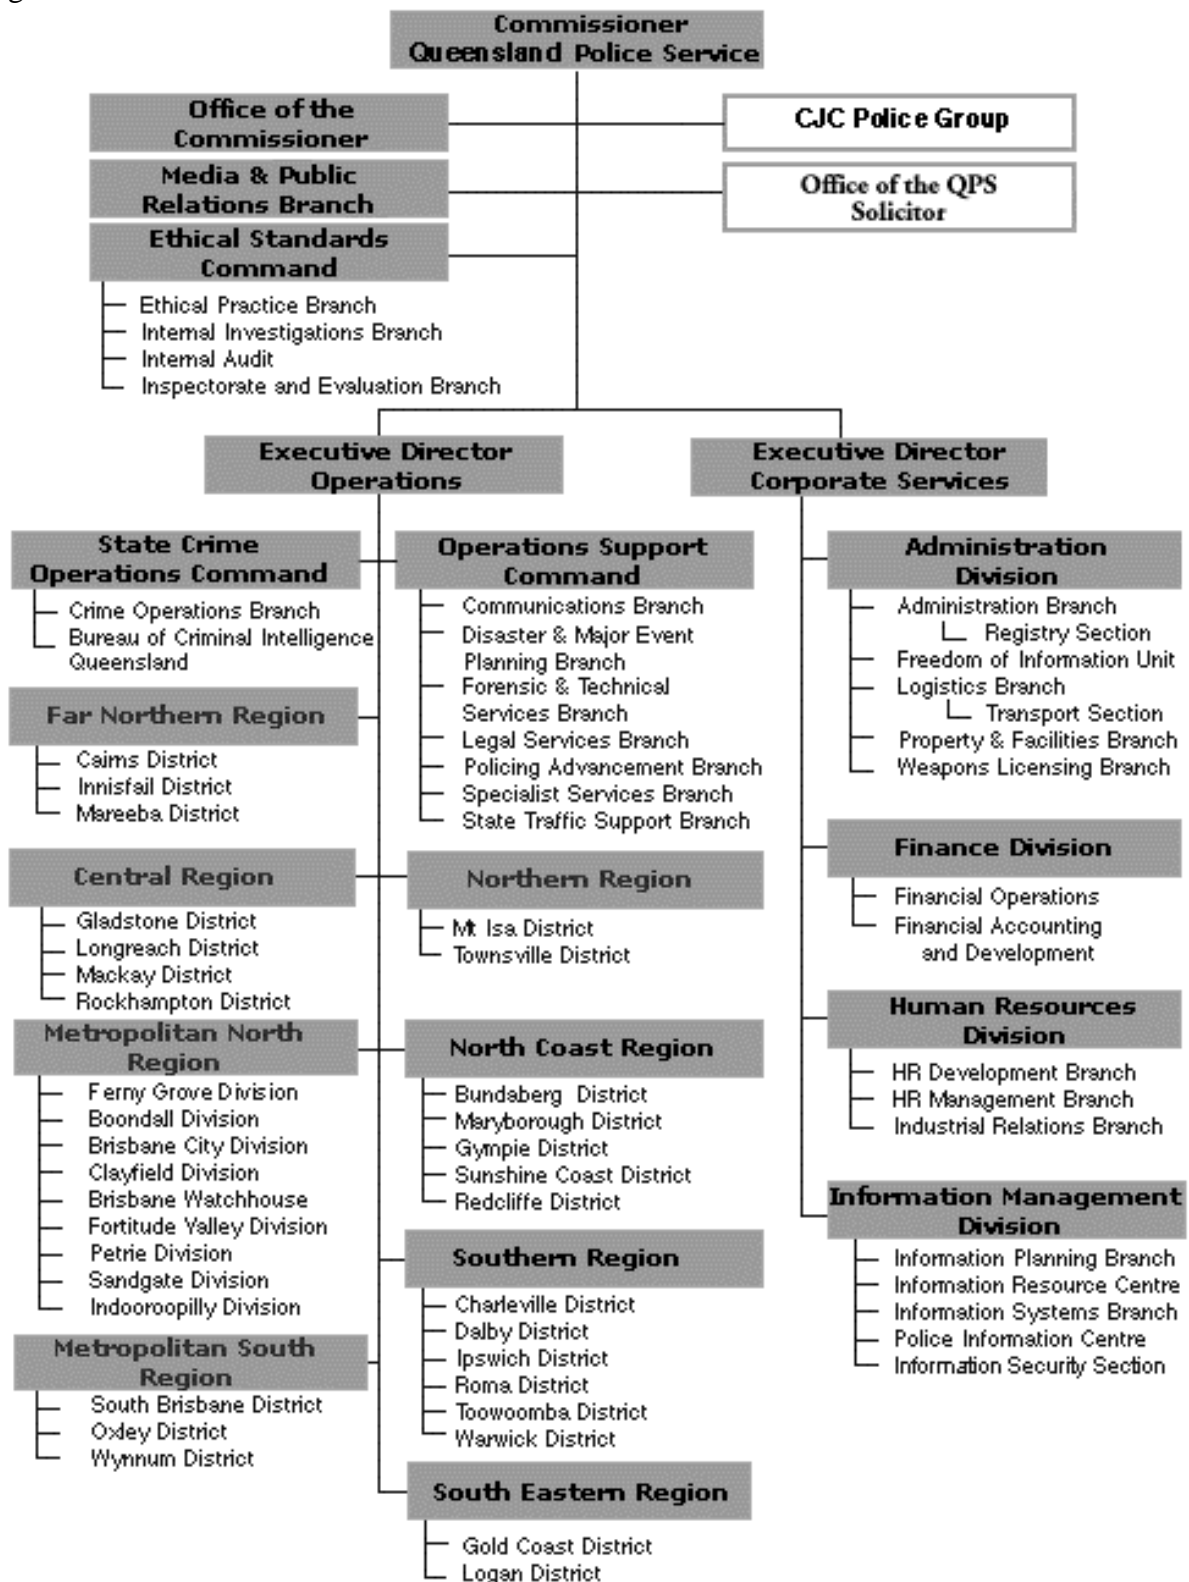 Commissioner
Queensland Police Service
Office of the
Commissioner
CJC Police Group
Media & Public
Relations Branch
Office of the QPS
Solicitor
Ethical Standards
Command
Ethical Practice Branch
Internal Investigations Branch
Internal Audit
Inspectorate and Evaluation Branch
Executive Director
Operations
Executive Director
Corporate Services
State Crime
Operations Command
Crime Operations Branch
Bureau of Criminal Intelligence
Queensland
Operations Support
Command
Communications Branch
Disaster & Major Event
Planning Branch
Forensic & Technical
Services Branch
Legal Services Branch
Policing Advancement Branch
Specialist Services Branch
State Traffic Support Branch
Administration
Division
Administration Branch
Registry Section
Freedom of Information Unit
Logistics Branch
Transport Section
Property & Facilities Branch
Weapons Licensing Branch
Far Northern Region
Cairns District
Innisfail District
Mareeba District
Finance Division
Financial Operations
Financial Accounting
and Development
Central Region
Gladstone District
Longreach District
Mackay District
Rockhampton District
Northern Region
Mt Isa District
Townsville District
Human Resources
Division
HR Development Branch
HR Management Branch
Industrial Relations Branch
Metropolitan North
Region
Ferny Grove Division
Boondall Division
Brisbane City Division
Clayfield Division
Brisbane Watchhouse
Fortitude Valley Division
Petrie Division
Sandgate Division
Indooroopilly Division
North Coast Region
Bundaberg District
Maryborough District
Gympie District
Sunshine Coast District
Redcliffe District
Information Management
Division
Information Planning Branch
Information Resource Centre
Information Systems Branch
Police Information Centre
Information Security Section
Southern Region
Charleville District
Dalby District
Ipswich District
Roma District
Toowoomba District
Warwick District
Metropolitan South
Region
South Brisbane District
Oxley District
Wynnum District
South Eastern Region
Gold Coast District
Logan District